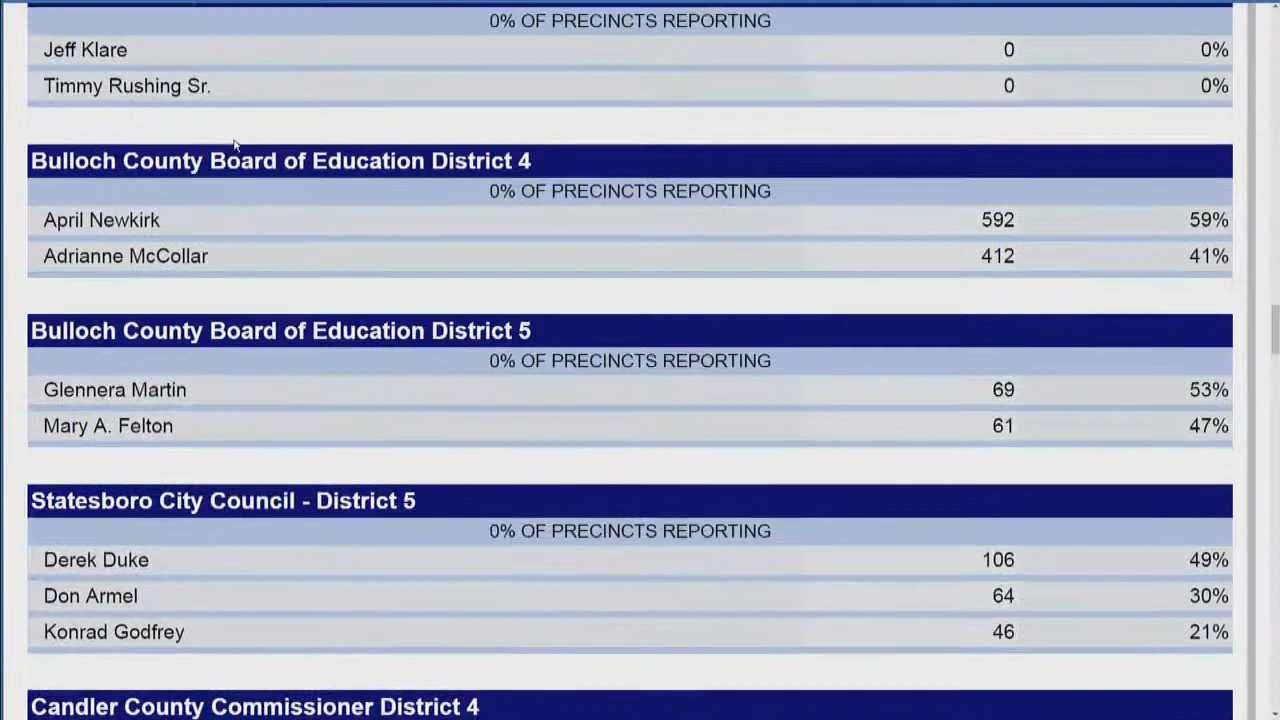 0% OF PRECINCTS REPORTING
Jeff Klare 0 0%
Timmy Rushing Sr. 0 0%
Bulloch County Board of Education District 4
0% OF PRECINCTS REPORTING
April Newkirk 592 59%
Adrianne McCollar 412 41%
Bulloch County Board of Education District 5
0% OF PRECINCTS REPORTING
Glennera Martin 69 53%
Mary A. Felton 61 47%
Statesboro City Council - District 5
0% OF PRECINCTS REPORTING
Derek Duke 106 49%
Don Armel 64 30%
Konrad Godfrey 46 21%
Candler County Commissioner District 4